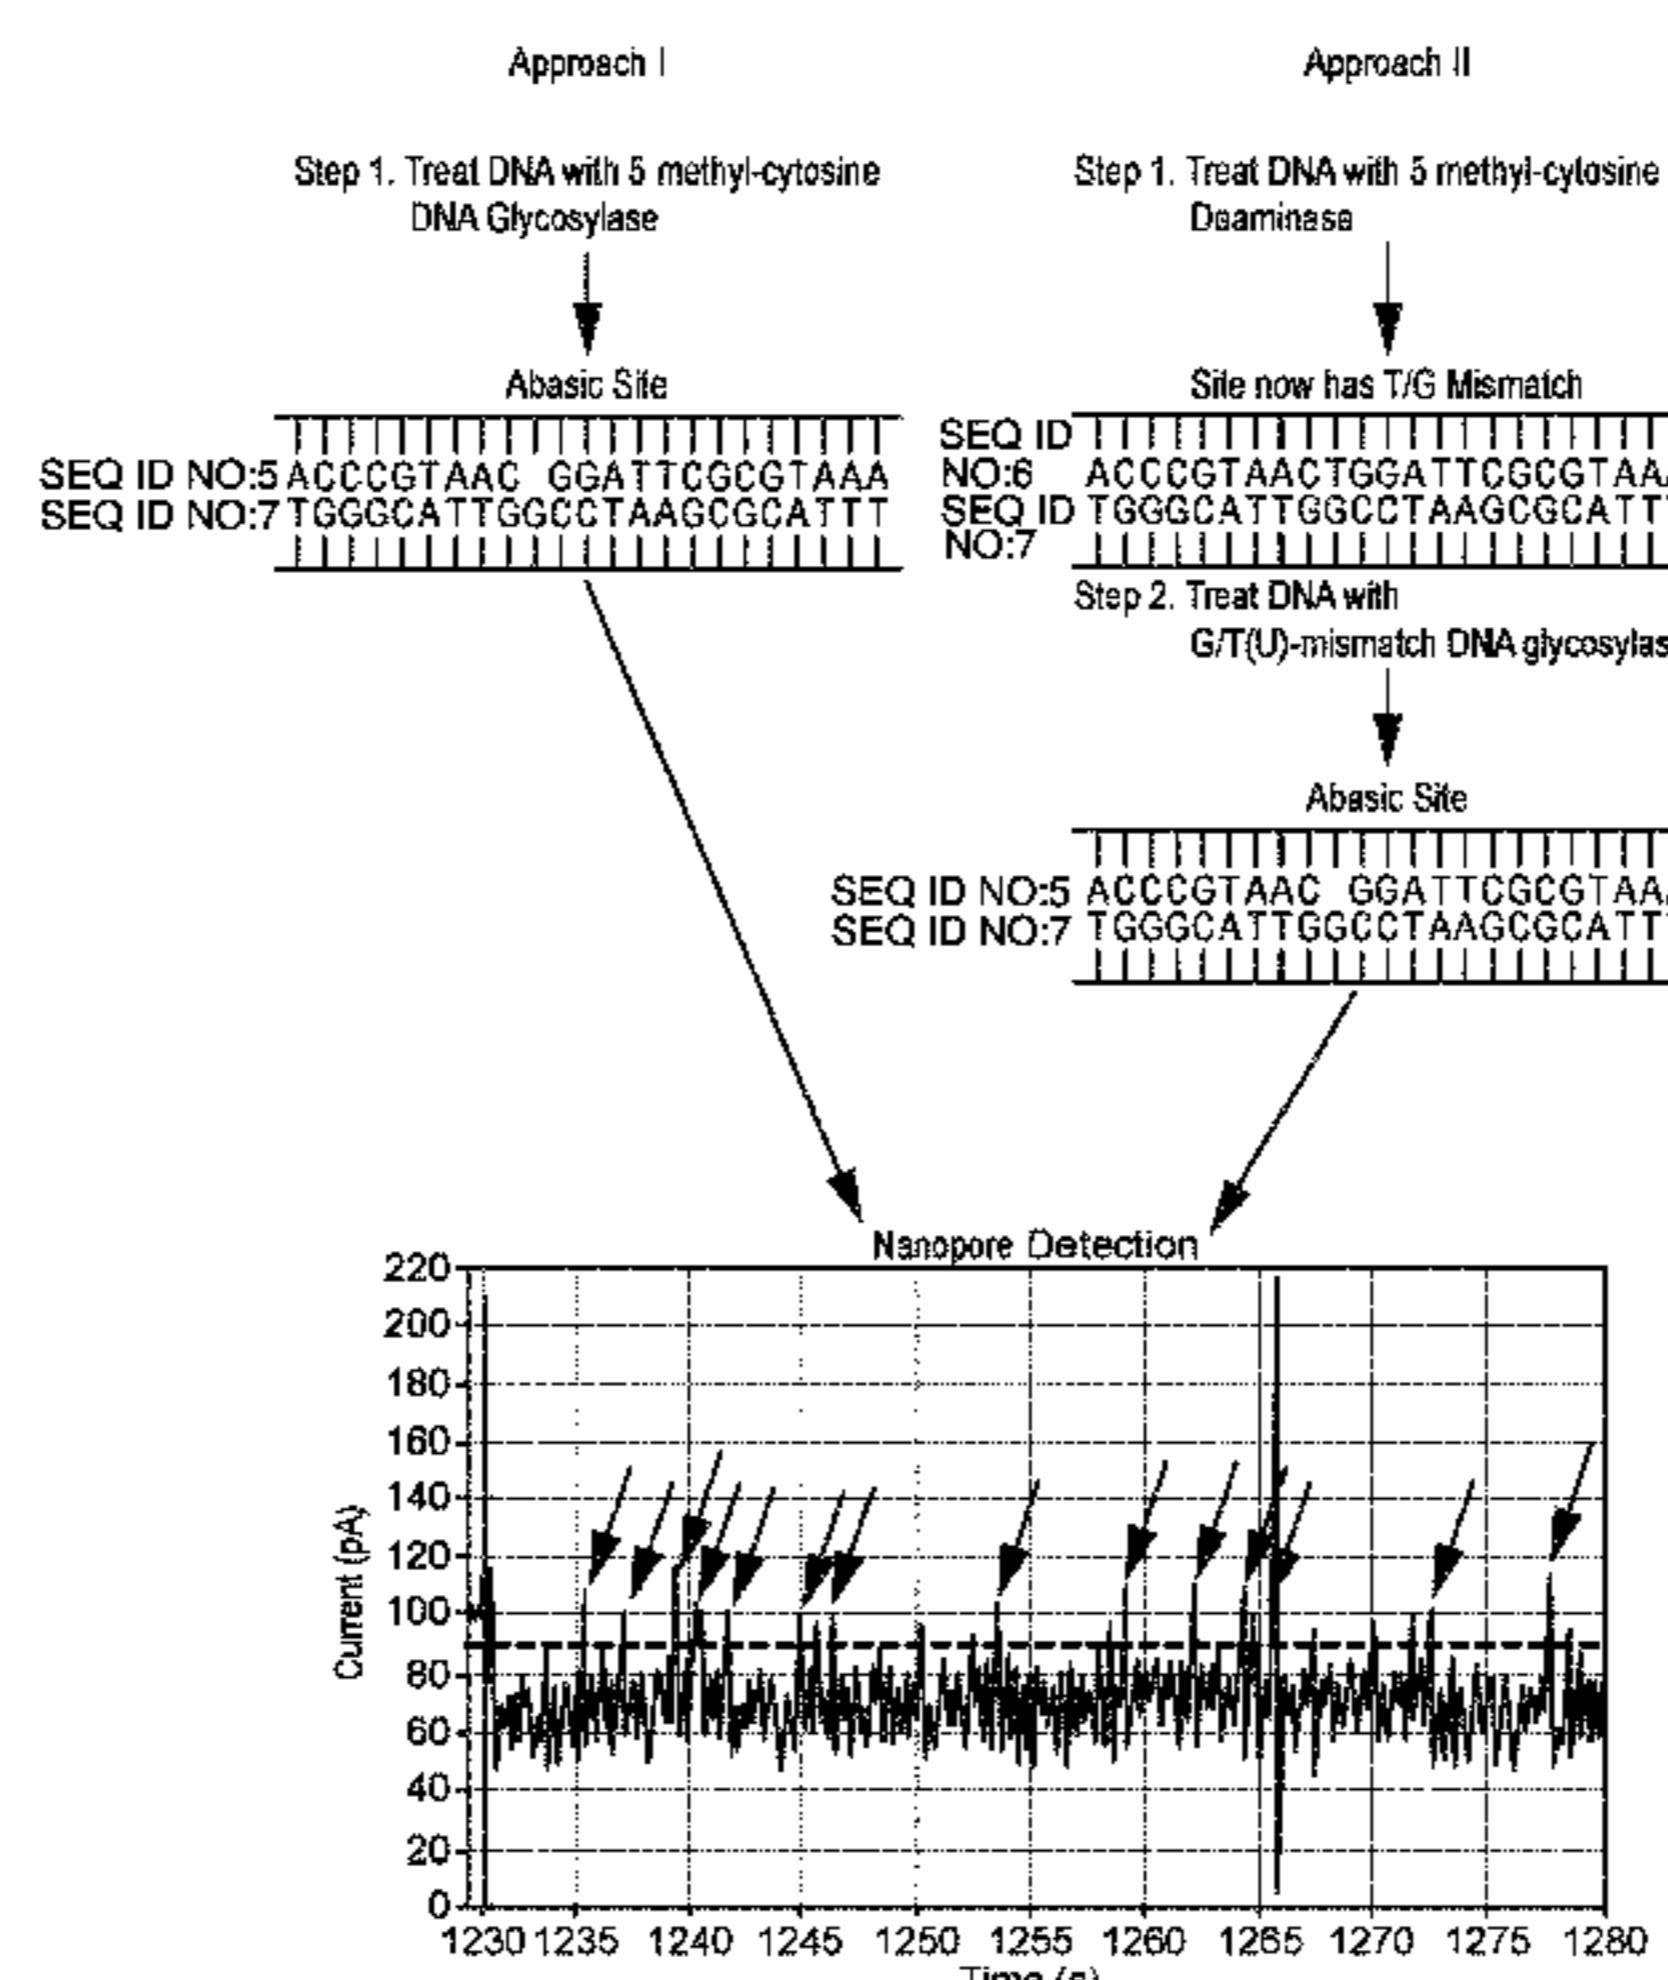 Approach I
Step 1. Treat DNA with 5 methyl-cytosine
DNA Glycosylase
Abasic Site
SEQ ID NO:5 ACCCGTAAC GGATTCGCGTAAA
SEQ ID NO:7 TGGGCATTGGCCTAAGCGCATTT
Approach II
Step 1. Treat DNA with 5 methyl-cytosine
Deaminase
Site now has T/G Mismatch
SEQ ID
NO:6 ACCCGTAACTGGATTCGCGTAA
SEQ ID TGGGCATTGGCCTAAGCGCATT
NO:7
Step 2. Treat DNA with
G/T(U)-mismatch DNA glycosylas
Abasic Site
SEQ ID NO:5 ACCCGTAAC GGATTCGCGTAA
SEQ ID NO:7 TGGGCATTGGCCTAAGCGCATT
Nanopore Detection
220
200
180
160
140
120
100
80
60
40
20
0
Current (pA)
1230 1235 1240 1245 1250 1255 1260 1265 1270 1275 1280
Time (s)